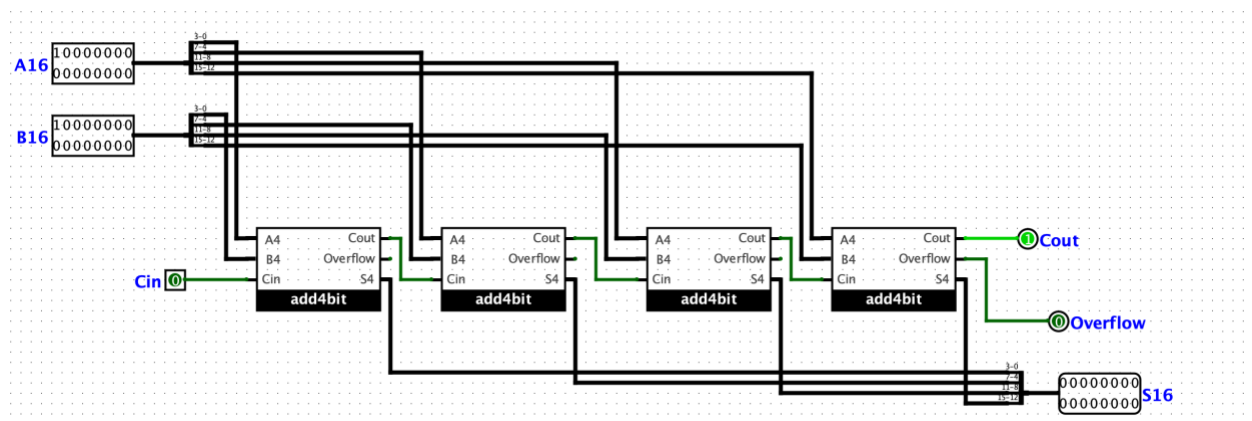 3-0
7-4
11-8
15-12
A16
10000000
00000000
3-0
7-4
11-8
15-12
B16
10000000
00000000
A4
Cout
B4
Overflow
Cin
S4
add4bit
A4
Cout
B4
Overflow
Cin
S4
add4bit
A4
Cout
B4
Overflow
Cin
S4
add4bit
A4
Cout
B4
Overflow
Cin
S4
add4bit
Cin 0
1 Cout
0 Overflow
3-0
7-4
11-8
15-12
00000000
00000000
S16